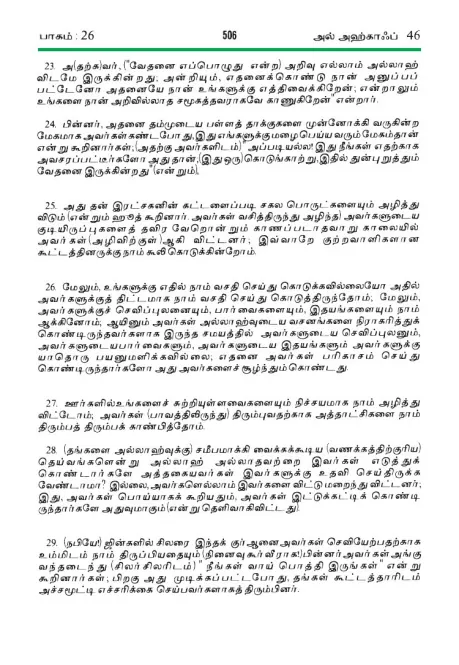 பாகம் : 26 506 அல் அஹ்காஃப் 46
23. அ(தற்க)வர், ("வேதனை எப்பொழுது என்ற) அறிவு எல்லாம் அல்லாஹ்
விடமே இருக்கின்றது; அன்றியும், எதனைக்கொண்டு நான் அனுப்பப்
பட்டேனோ அதனையே நான் உங்களுக்கு எத்திவைக்கிறேன்; என்றாலும்
உங்களை நான் அறிவில்லாத சமூகத்தவராகவே காணுகிறேன்" என்றார்.
24. பின்னர், அதனை தம்முடைய பள்ளத் தாக்குகளை முன்னோக்கி வருகின்ற
மேகமாக அவர்கள் கண்டபோது, இது எங்களுக்கு மழை பெய்ய வரும் மேகம்தான்
என்று கூறினார்கள்; (அதற்கு அவர்களிடம்) "அப்படியல்ல! இது நீங்கள் எதற்காக
அவசரப்பட்டீர்களோ அதுதான், (இது ஒரு) கொடுங்காற்று, இதில் துன்புறுத்தும்
வேதனை இருக்கின்றது (என்றும்),
25. அது தன் இரட்சகனின் கட்டளைப்படி சகல பொருட்களையும் அழித்து
விடும் (என்றும் ஹூத் கூறினார். அவர்கள் வசித்திருந்து அழிந்த) அவர்களுடைய
குடியிருப்புகளைத் தவிர வேறொன்றும் காணப்படாதவாறு காலையில்
அவர்கள் (அழிவிற்குள்) ஆகி விட்டனர்; இவ்வாறே குற்றவாளிகளான
கூட்டத்தினருக்கு நாம் கூலி கொடுக்கின்றோம்.
26. மேலும், உங்களுக்கு எதில் நாம் வசதி செய்து கொடுக்கவில்லையோ அதில்
அவர்களுக்குத் திட்டமாக நாம் வசதி செய்து கொடுத்திருந்தோம்; மேலும்,
அவர்களுக்குச் செவிப்புலனையும், பார்வைகளையும், இதயங்களையும் நாம்
ஆக்கினோம்; ஆயினும் அவர்கள் அல்லாஹ்வுடைய வசனங்களை நிராகரித்துக்
கொண்டிருந்தவர்களாக இருந்த சமயத்தில் அவர்களுடைய செவிப்புலனும்,
அவர்களுடைய பார்வைகளும், அவர்களுடைய இதயங்களும் அவர்களுக்கு
யாதொரு பயனுமளிக்கவில்லை; எதனை அவர்கள் பரிகாசம் செய்து
கொண்டிருந்தார்களோ அது அவர்களைச் சூழ்ந்தும் கொண்டது.
27. ஊர்களில் உங்களைச் சுற்றியுள்ளவைகளையும் நிச்சயமாக நாம் அழித்து
விட்டோம்; அவர்கள் (பாவத்திலிருந்து) திரும்புவதற்காக அத்தாட்சிகளை நாம்
திரும்பத் திரும்பக் காண்பித்தோம்.
28. (தங்களை அல்லாஹ்வுக்கு) சமீபமாக்கி வைக்கக்கூடிய (வணக்கத்திற்குரிய)
தெய்வங்களென்று அல்லாஹ் அல்லாதவற்றை இவர்கள் எடுத்துக்
கொண்டார்களே அத்தகையவர்கள் இவர்களுக்கு உதவி செய்திருக்க
வேண்டாமா? இல்லை, அவர்களெல்லாம் இவர்களை விட்டு மறைந்து விட்டனர்;
இது, அவர்கள் பொய்யாகக் கூறியதும், அவர்கள் இட்டுக்கட்டிக் கொண்டி
ருந்தார்களே அதுவுமாகும் (என்று தெளிவாகிவிட்டது).
29. (நபியே!) ஜின்களில் சிலரை இந்தக் குர்ஆனை அவர்கள் செவியேற்பதற்காக
உம்மிடம் நாம் திருப்பியதையும் (நினைவு கூர்வீராக!) பின்னர் அவர்கள் அங்கு
வந்தடைந்து (சிலர் சிலரிடம்) "நீங்கள் வாய் பொத்தி இருங்கள்" என்று
கூறினார்கள்; பிறகு அது முடிக்கப்பட்டபோது, தங்கள் கூட்டத்தாரிடம்
அச்சமூட்டி எச்சரிக்கை செய்பவர்களாகத் திரும்பினர்.